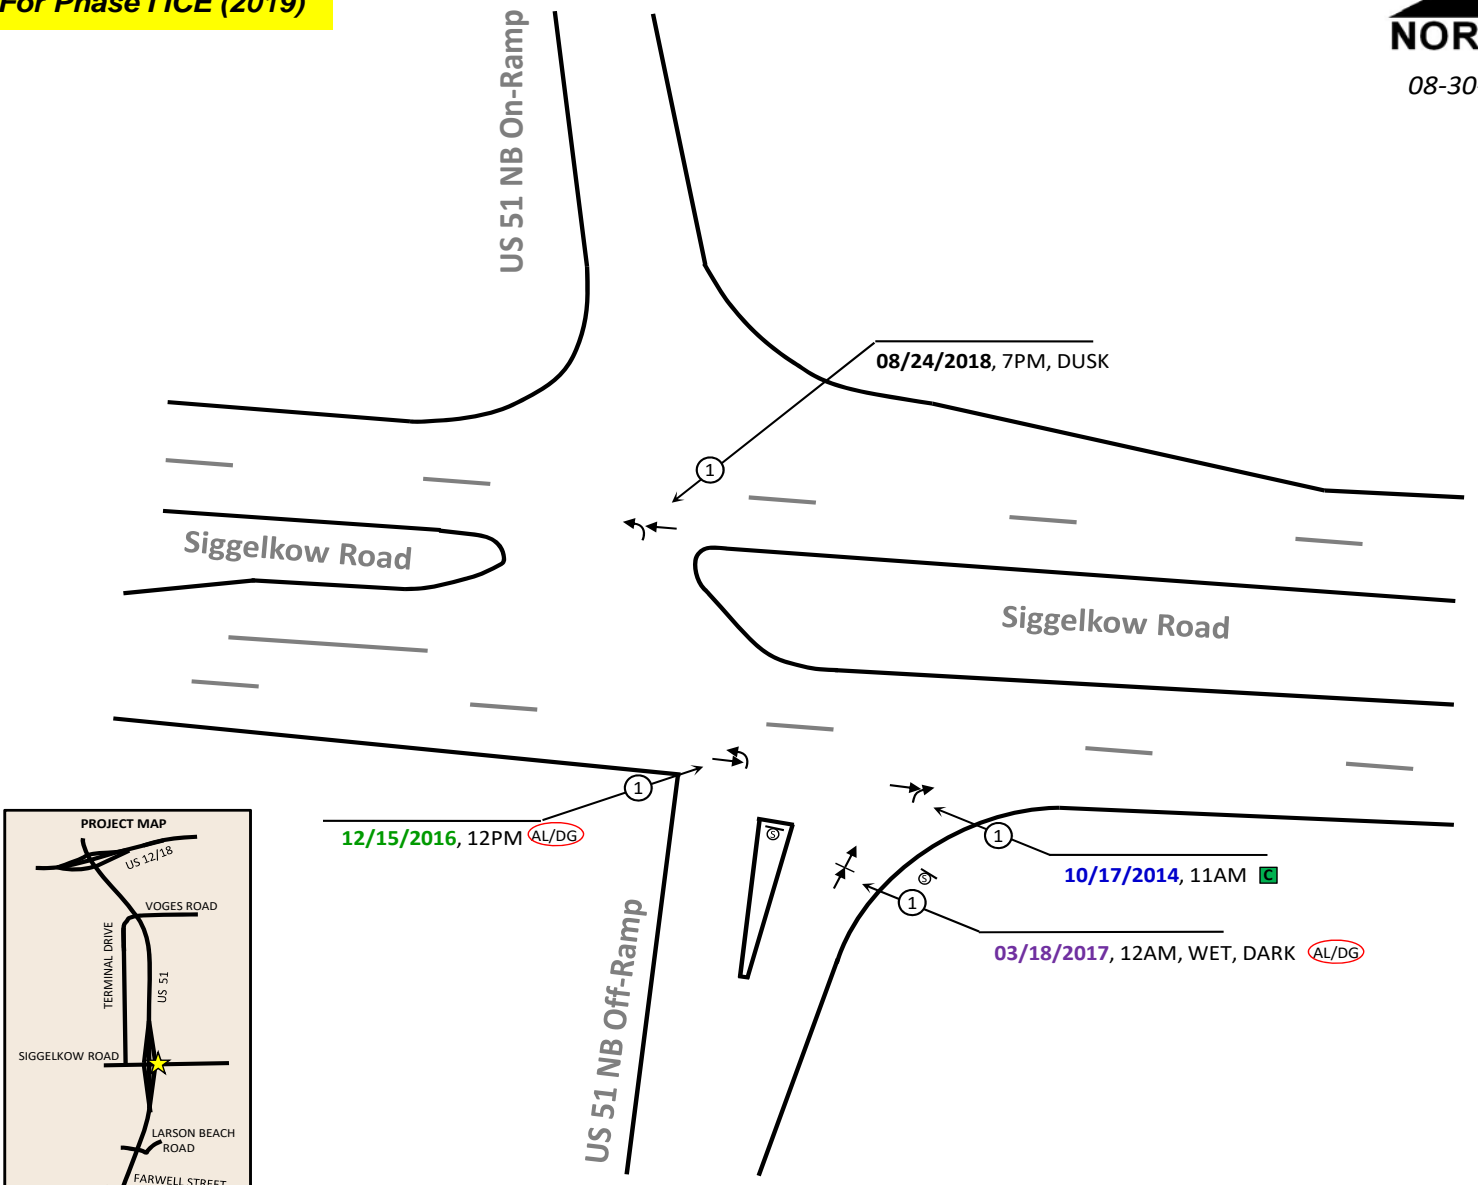 For Phase I ICE (2019)
NOR
08-30-
US 51 NB On-Ramp
08/24/2018, 7PM, DUSK
1
Siggelkow Road
Siggelkow Road
1
12/15/2016, 12PM AL/DG
S
1
10/17/2014, 11AM C
S
1
03/18/2017, 12AM, WET, DARK AL/DG
US 51 NB Off-Ramp
PROJECT MAP
US 12/18
VOGES ROAD
TERMINAL DRIVE
US 51
SIGGELKOW ROAD
LARSON BEACH
ROAD
FARWELL STREET